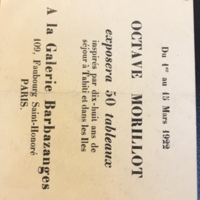 Du 1er au 15 Mars 1922
OCTAVE MORILLOT
exposera 50 tableaux
inspirés par dix-huit ans de
séjour à Tahiti et dans les Iles
A la Galerie Barbazanges
109, Faubourg Saint-Honoré
PARIS.